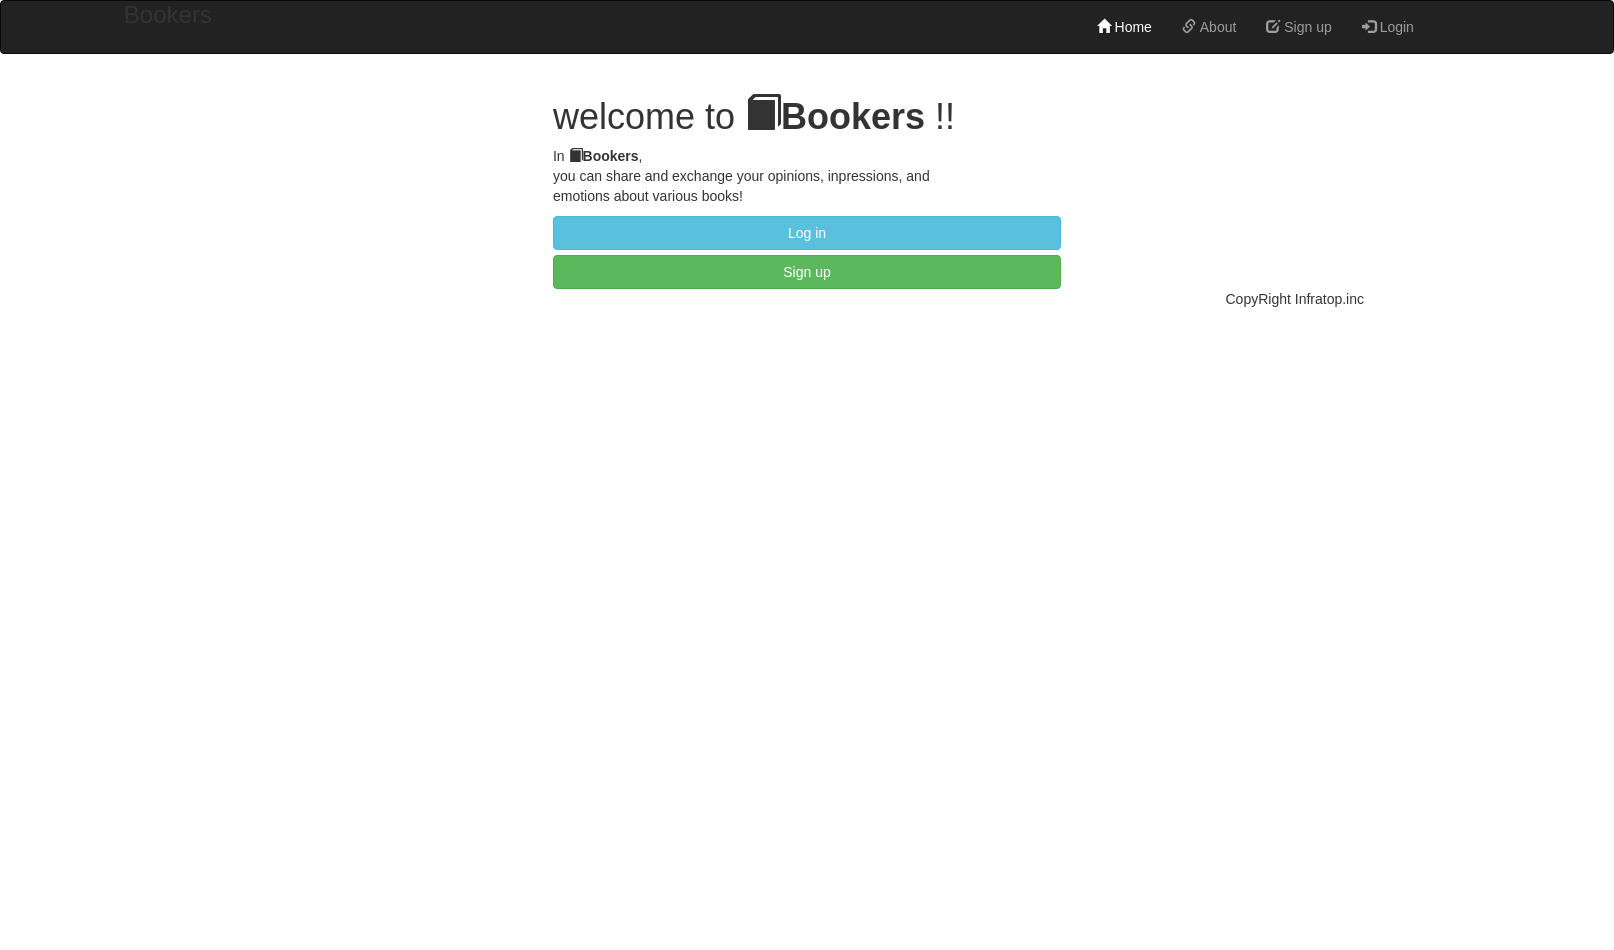 Bookers
Home About Sign up Login
welcome to Bookers !!
In Bookers,
you can share and exchange your opinions, inpressions, and
emotions about various books!
Log in
Sign up
CopyRight Infratop.inc